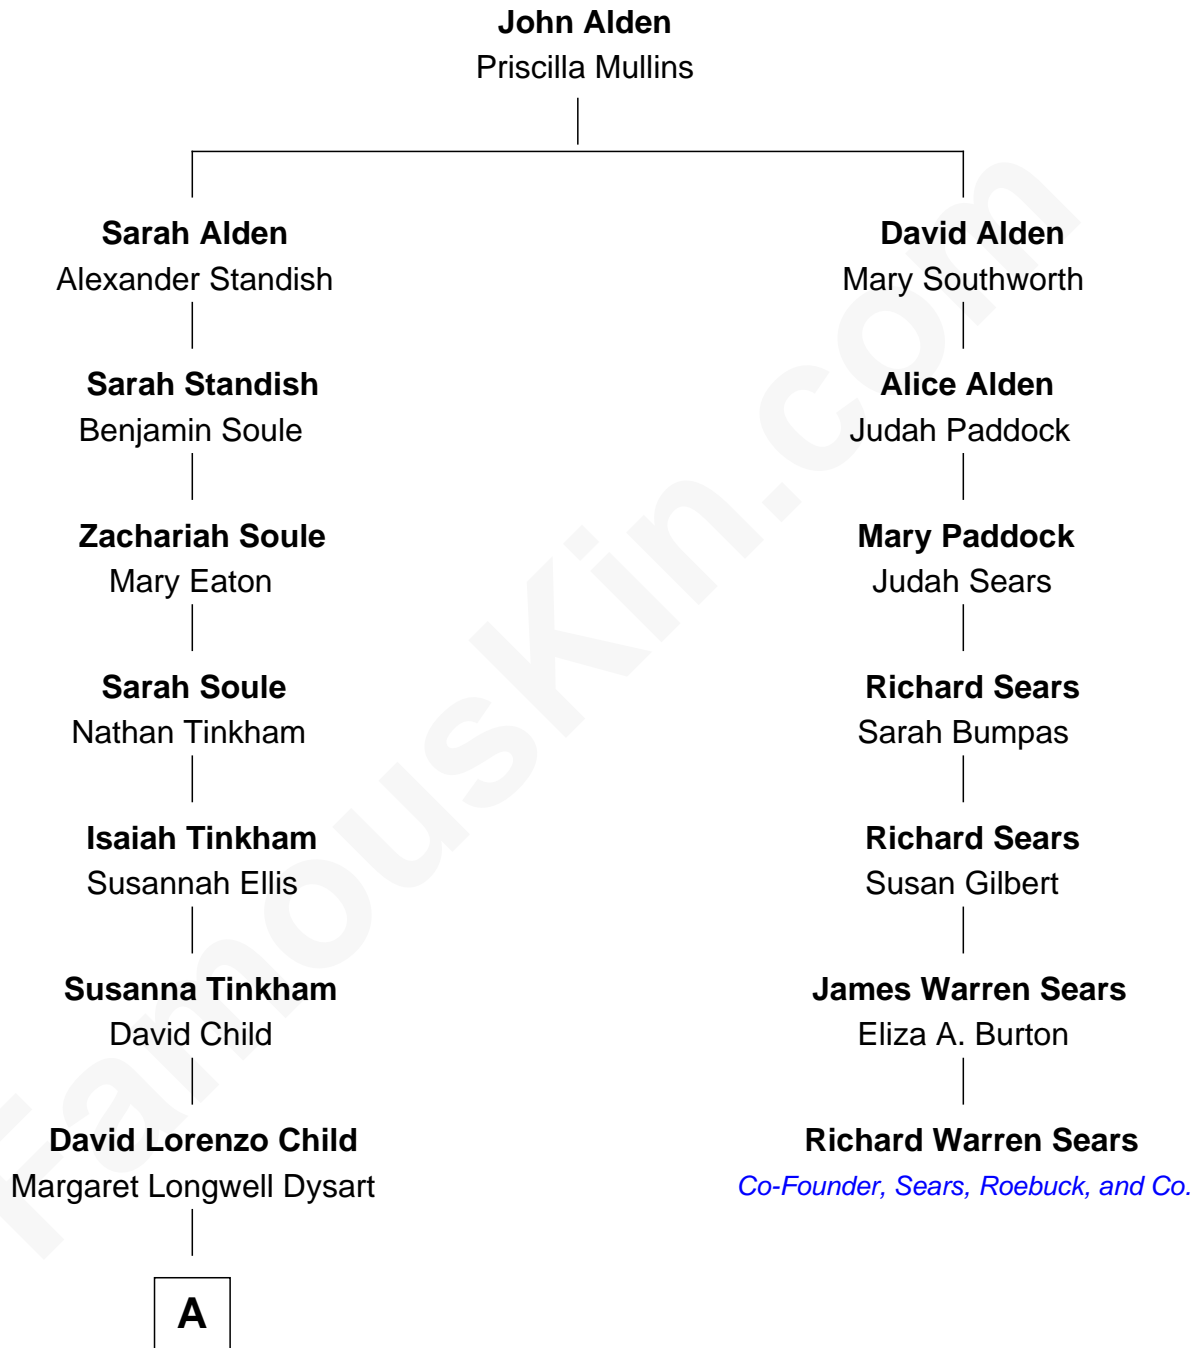 John Alden
Priscilla Mullins
Sarah Alden
Alexander Standish
David Alden
Mary Southworth
Sarah Standish
Benjamin Soule
Alice Alden
Judah Paddock
Zachariah Soule
Mary Eaton
Mary Paddock
Judah Sears
Sarah Soule
Nathan Tinkham
Richard Sears
Sarah Bumpas
Isaiah Tinkham
Susannah Ellis
Richard Sears
Susan Gilbert
Susanna Tinkham
David Child
James Warren Sears
Eliza A. Burton
David Lorenzo Child
Margaret Longwell Dysart
Richard Warren Sears
Co-Founder, Sears, Roebuck, and Co.
A
FamousKin.com